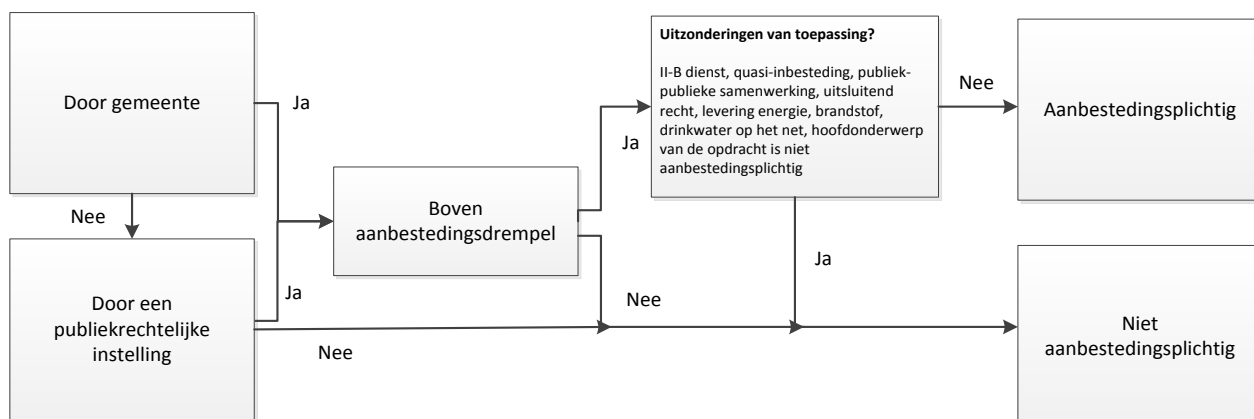 Door gemeente
Ja
Nee
Door een
publiekrechtelijke
instelling
Ja
Nee
Boven
aanbestedingsdrempel
Ja
Nee
Uitzonderingen van toepassing?
II-B dienst, quasi-inbesteding, publiek-
publieke samenwerking, uitsluitend
recht, levering energie, brandstof,
drinkwater op het net, hoofdonderwerp
van de opdracht is niet
aanbestedingsplichtig
Nee
Ja
Aanbestedingsplichtig
Niet
aanbestedingsplichtig